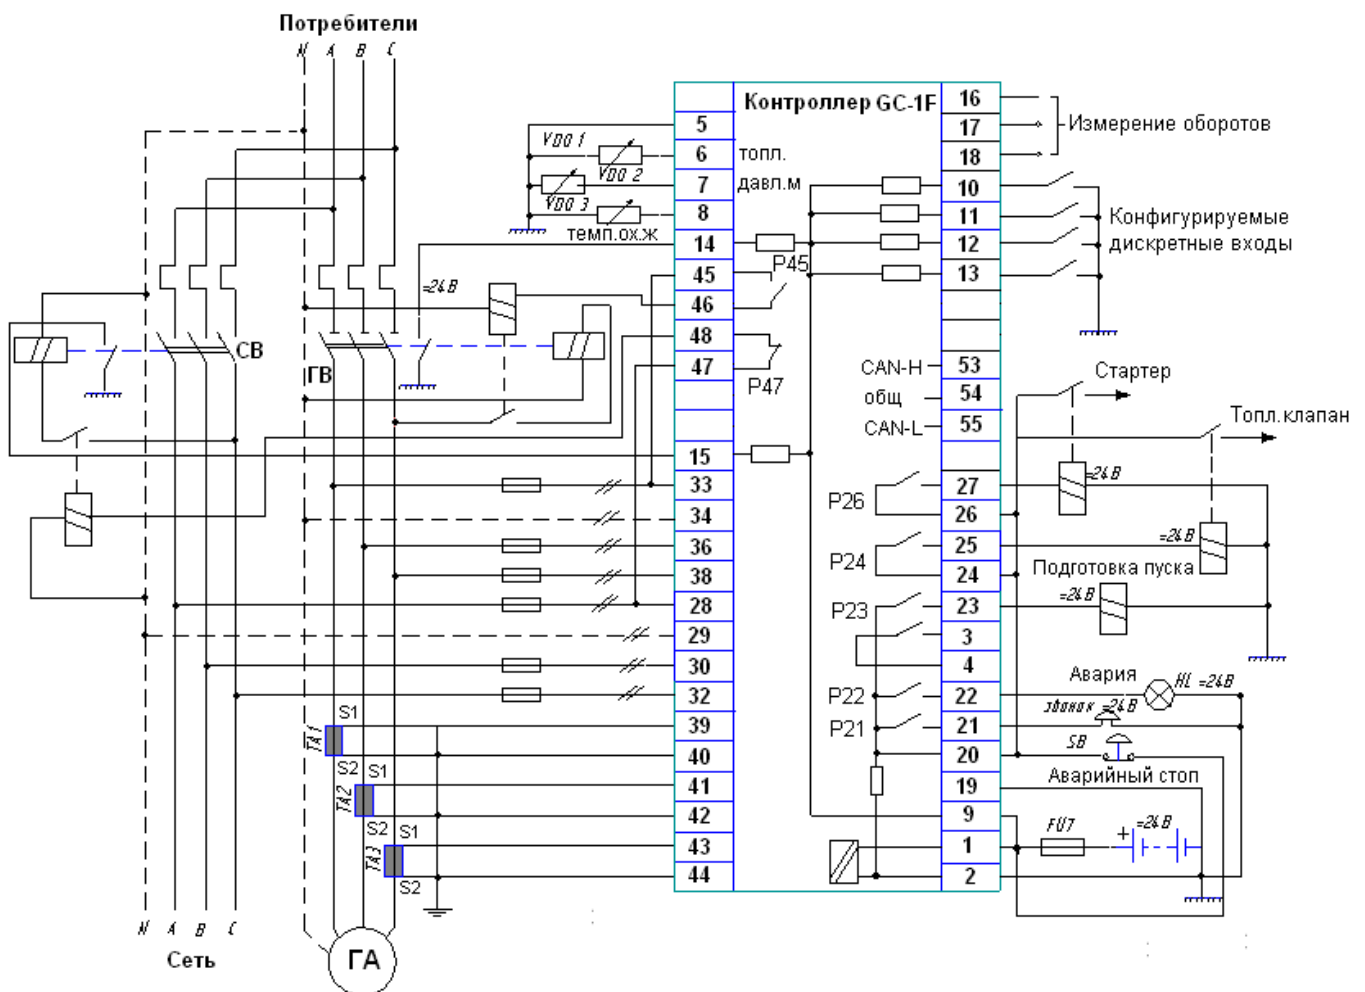 Потребители
N A B C
Контроллер GC-1F
5
6
7
8
14
45
46
48
47
15
33
34
36
38
28
29
30
32
39
40
41
42
43
44
VDO 1
VDO 2
VDO 3
топл.
давл.м
темп.ох.ж
=24В
P45
P47
СВ
ГВ
16
17
18
10
11
12
13
53
54
55
27
26
25
24
23
3
4
22
21
20
19
9
1
2
Измерение оборотов
Конфигурируемые
дискретные входы
CAN-H
общ
CAN-L
Стартер
Топл.клапан
=24В
P26
=24В
P24
Подготовка пуска
=24В
P23
Авария
HL =24В
P22
звонок =24В
P21
SB
Аварийный стоп
FU7
+
=24В
TA1
S1
S2
TA2
S1
S2
TA3
S1
S2
N A B C
Сеть
ГА